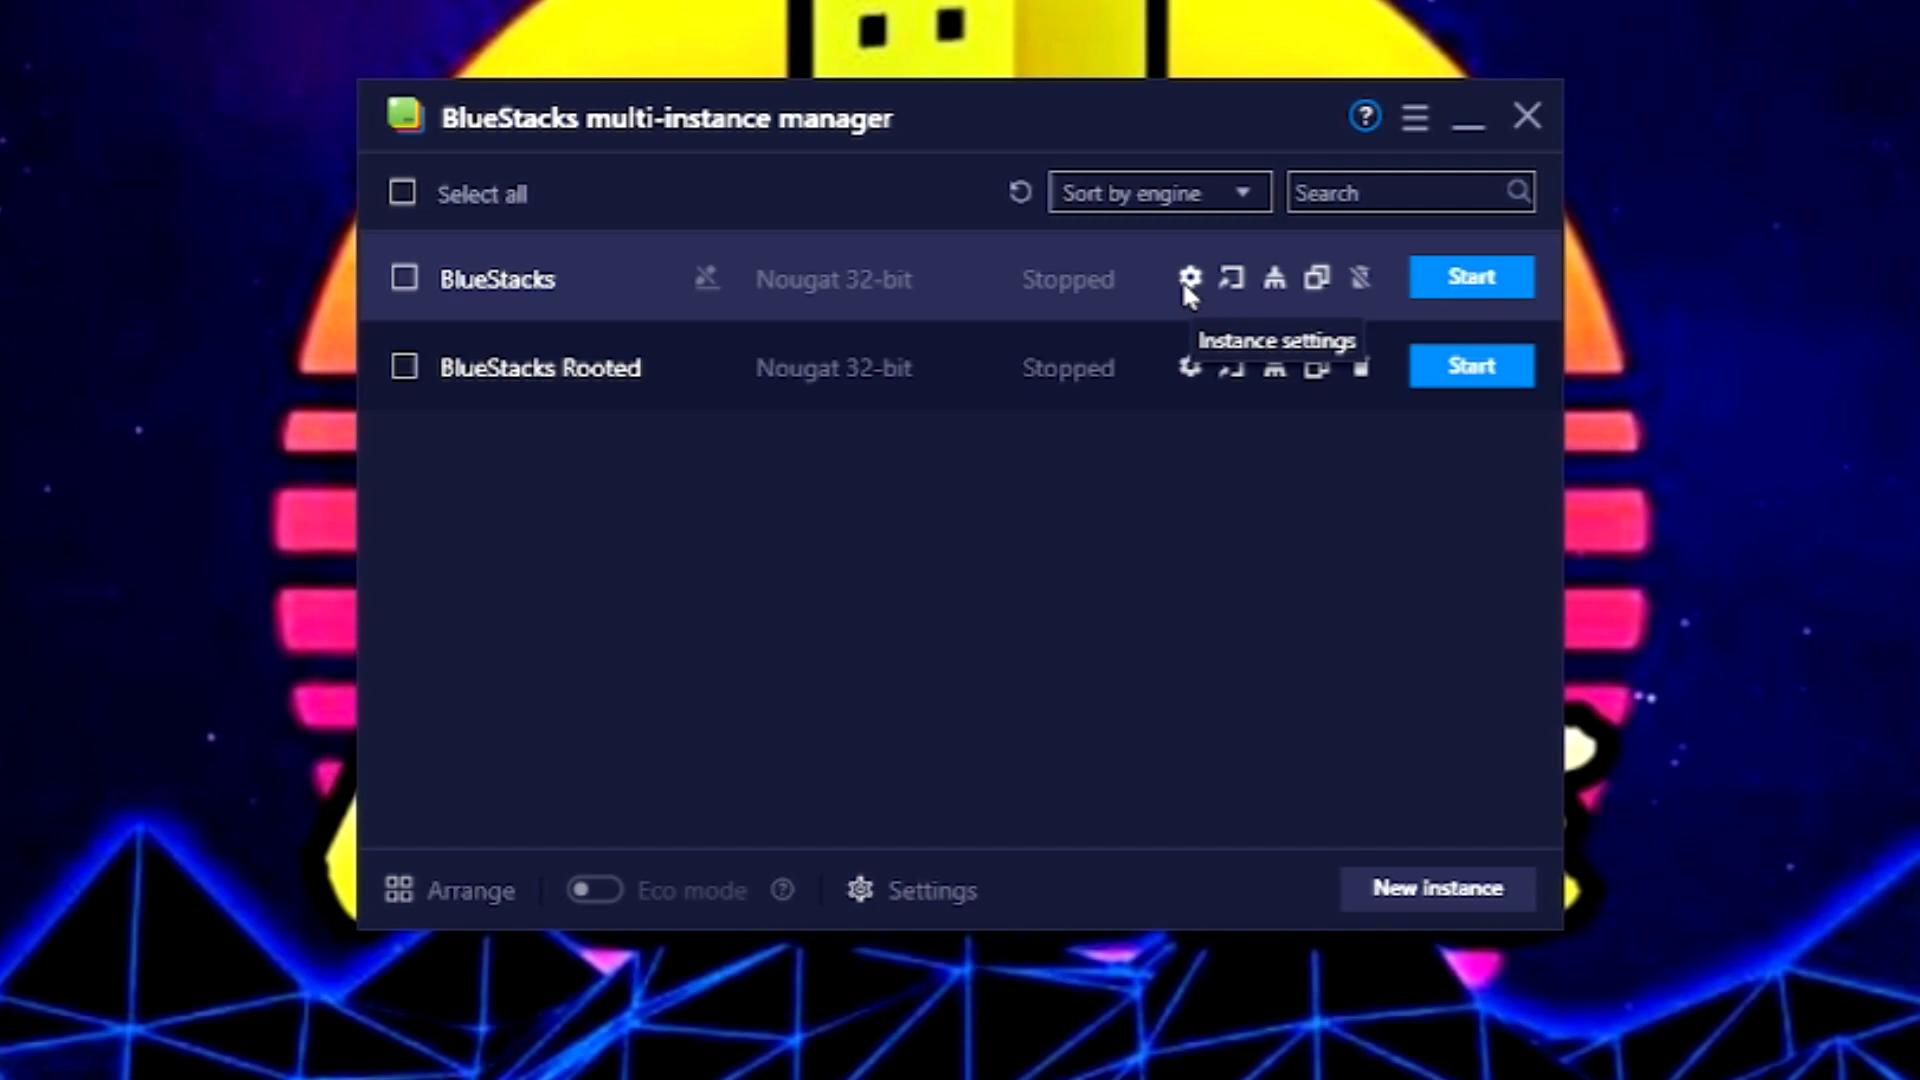 BlueStacks multi-instance manager
Select all
Sort by engine
Search
BlueStacks Nougat 32-bit Stopped Start
Instance settings
BlueStacks Rooted Nougat 32-bit Stopped Start
Arrange Eco mode Settings New instance